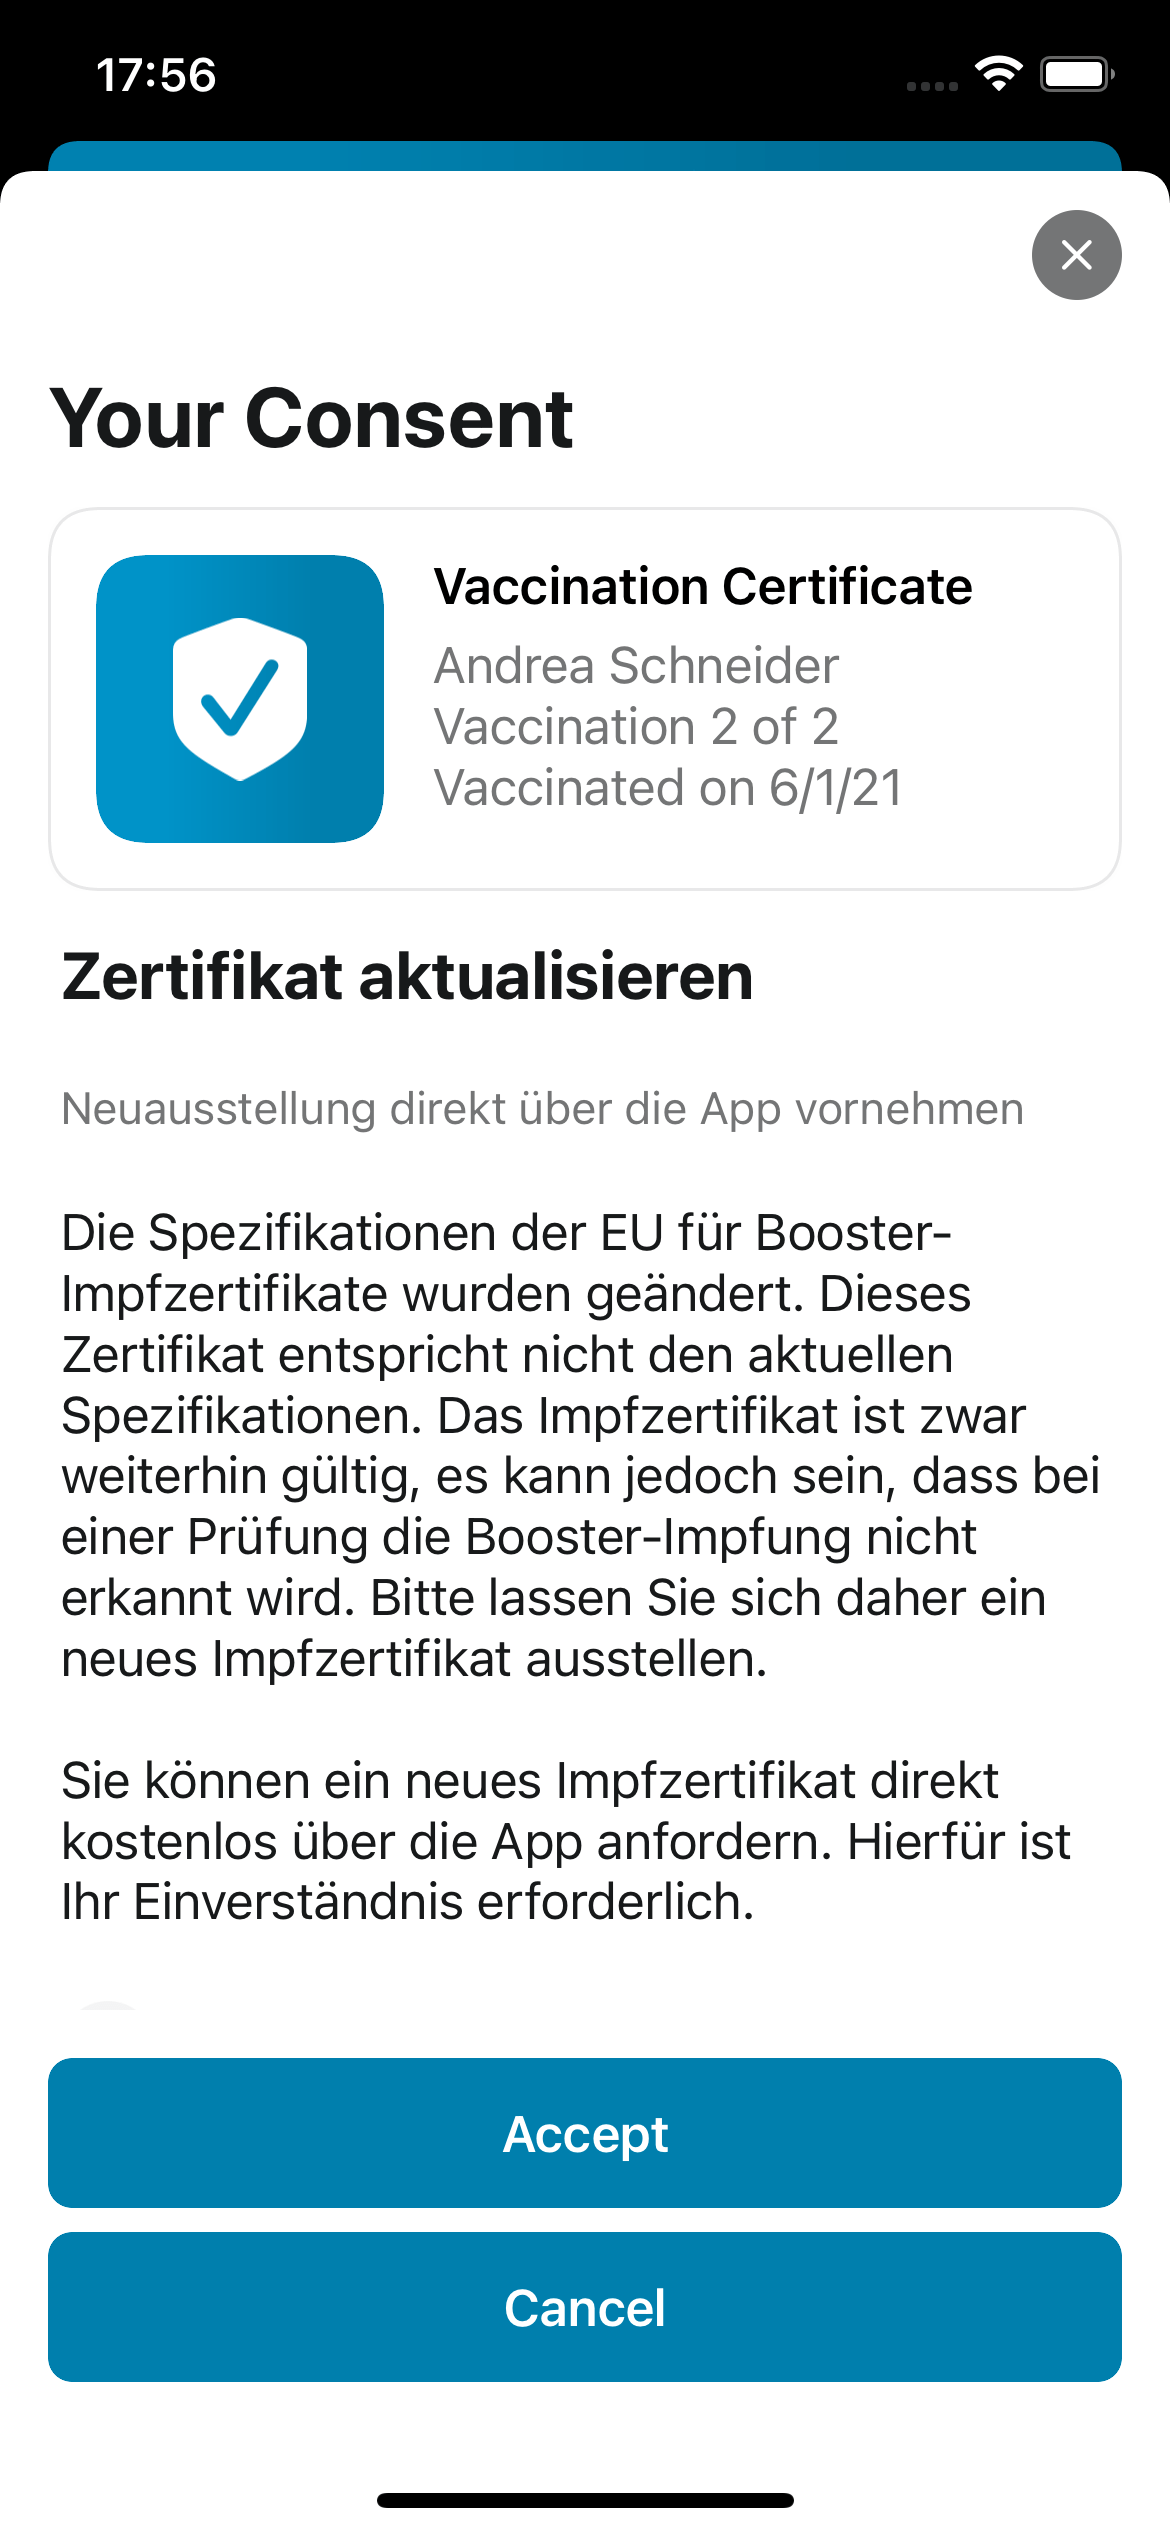 17:56
Your Consent
Vaccination Certificate
Andrea Schneider
Vaccination 2 of 2
Vaccinated on 6/1/21
Zertifikat aktualisieren
Neuausstellung direkt über die App vornehmen
Die Spezifikationen der EU für Booster-
Impfzertifikate wurden geändert. Dieses
Zertifikat entspricht nicht den aktuellen
Spezifikationen. Das Impfzertifikat ist zwar
weiterhin gültig, es kann jedoch sein, dass bei
einer Prüfung die Booster-Impfung nicht
erkannt wird. Bitte lassen Sie sich daher ein
neues Impfzertifikat ausstellen.
Sie können ein neues Impfzertifikat direkt
kostenlos über die App anfordern. Hierfür ist
Ihr Einverständnis erforderlich.
Accept
Cancel